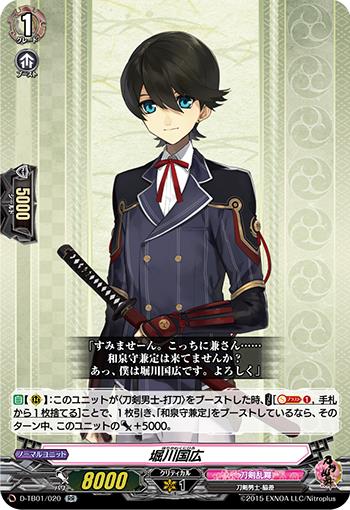 1
グレード
ブースト
5000
シールド
「すみませーん。こっちに兼さん……
和泉守兼定は来てませんか?
あっ、僕は堀川国広です。よろしく」
自【(R)】:このユニットが〈刀剣男士-打刀〉をブーストした時、【コスト】【(CB)1,手札
から1枚捨てる】ことで、1枚引き、「和泉守兼定」をブーストしているなら、その
ターン中、このユニットのパワー+5000。
ノーマルユニット
堀川国広
パワー
8000
クリティカル
1
刀剣乱舞
刀剣男士-脇差
D-TB01/020 RR
©2015 EXNOA LLC/Nitroplus